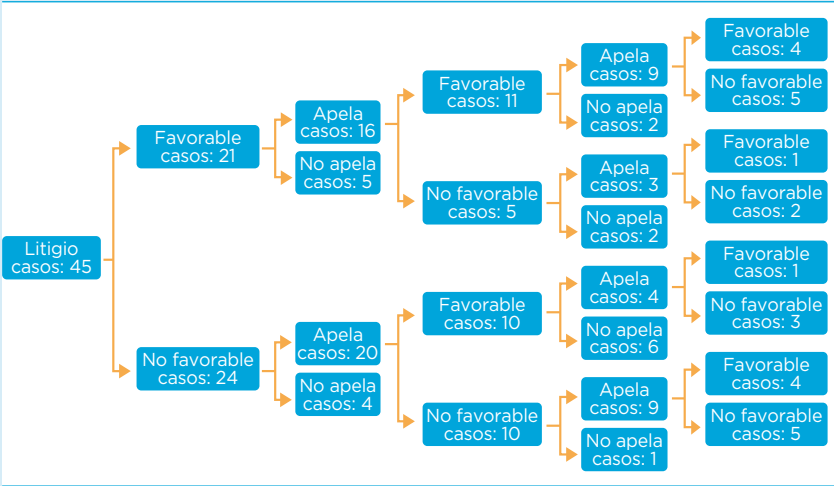 Litigio
casos: 45
Favorable
casos: 21
Apela
casos: 16
No apela
casos: 5
Favorable
casos: 11
Apela
casos: 9
Favorable
casos: 4
No favorable
casos: 5
No apela
casos: 2
No favorable
casos: 5
Apela
casos: 3
Favorable
casos: 1
No favorable
casos: 2
No apela
casos: 2
No favorable
casos: 24
Apela
casos: 20
No apela
casos: 4
Favorable
casos: 10
Apela
casos: 4
Favorable
casos: 1
No favorable
casos: 3
No apela
casos: 6
No favorable
casos: 10
Apela
casos: 9
Favorable
casos: 4
No favorable
casos: 5
No apela
casos: 1